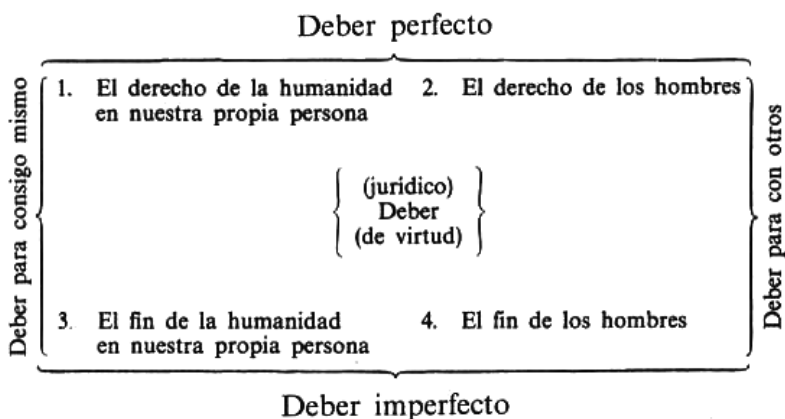 Deber perfecto
Deber para consigo mismo
1. El derecho de la humanidad
en nuestra propia persona
2. El derecho de los hombres
(jurídico)
Deber
(de virtud)
3. El fin de la humanidad
en nuestra propia persona
4. El fin de los hombres
Deber para con otros
Deber imperfecto